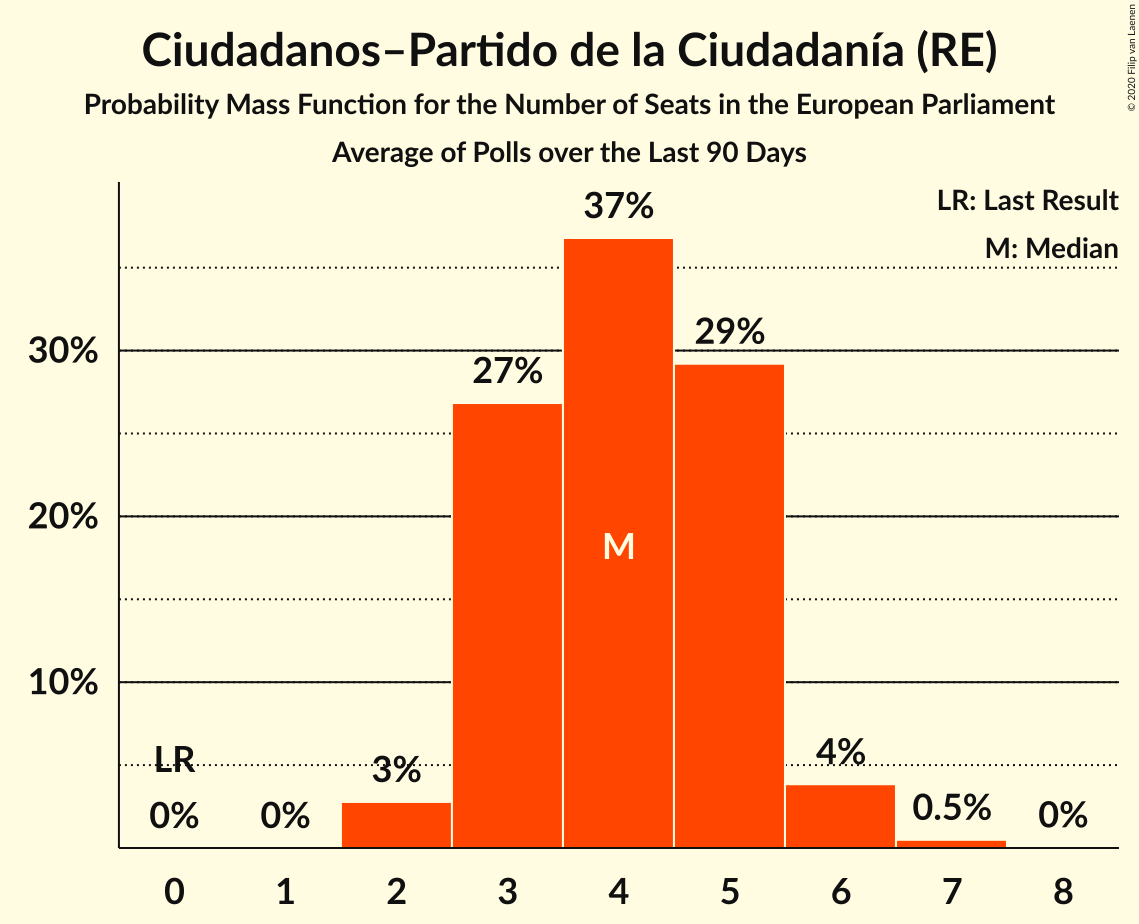 Ciudadanos–Partido de la Ciudadanía (RE)
Probability Mass Function for the Number of Seats in the European Parliament
Average of Polls over the Last 90 Days
© 2020 Filip van Laenen
LR: Last Result
M: Median
37%
29%
27%
30%
20%
10%
M
LR
0%
0%
3%
4%
0.5%
0%
0 1 2 3 4 5 6 7 8